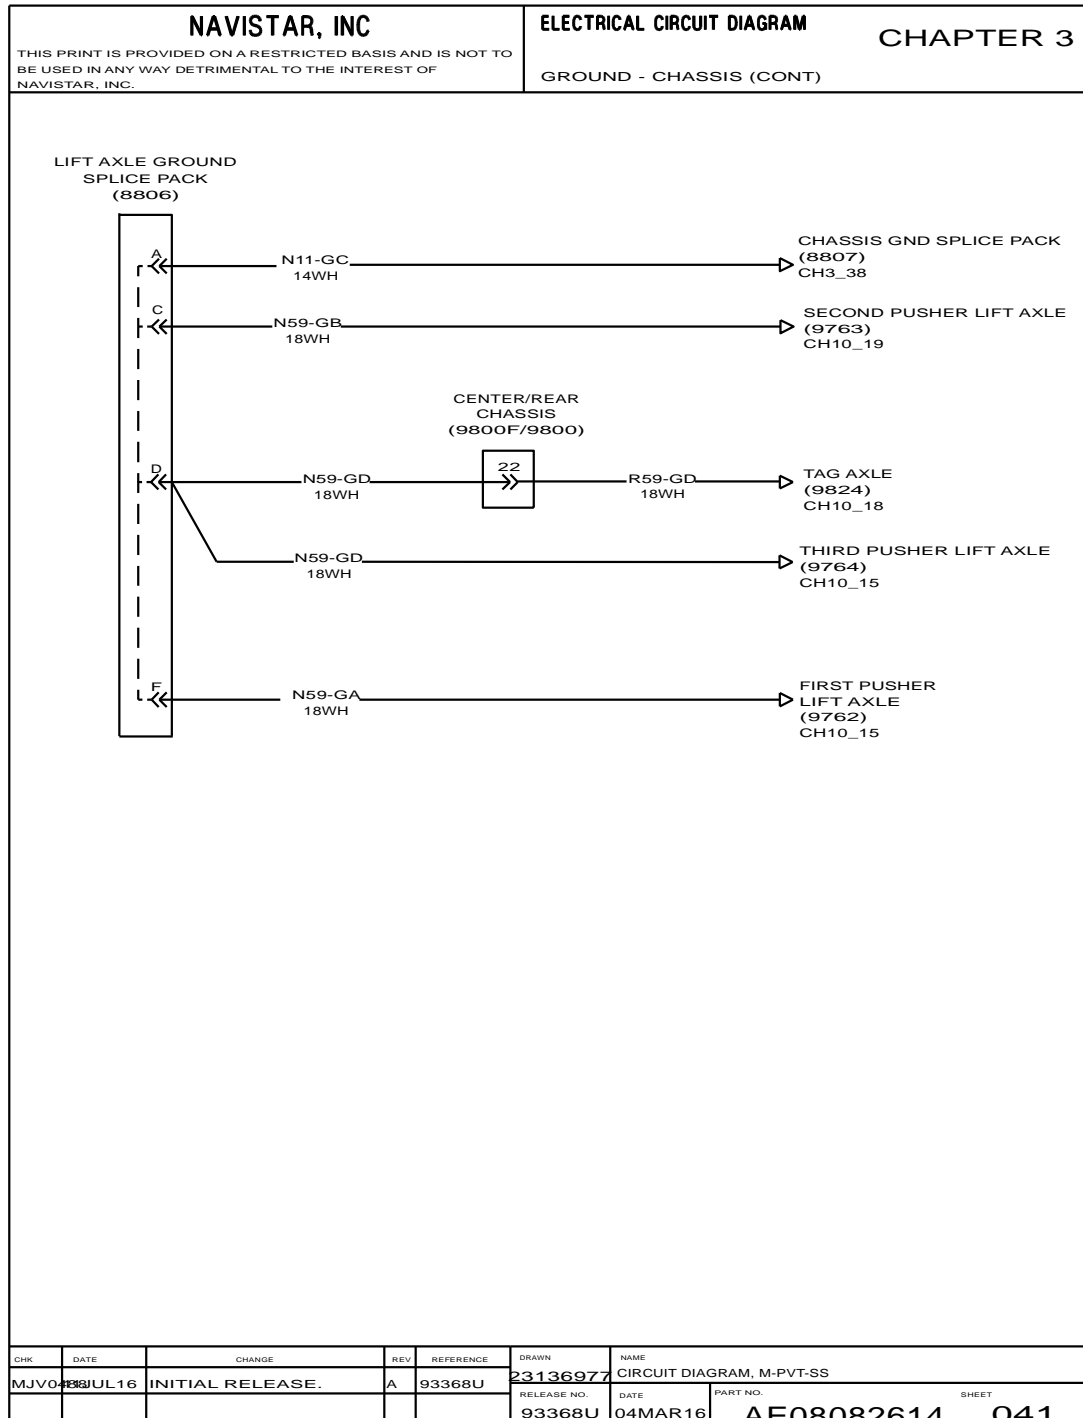 NAVISTAR, INC
THIS PRINT IS PROVIDED ON A RESTRICTED BASIS AND IS NOT TO
BE USED IN ANY WAY DETRIMENTAL TO THE INTEREST OF
NAVISTAR, INC.
ELECTRICAL CIRCUIT DIAGRAM
CHAPTER 3
GROUND - CHASSIS (CONT)
LIFT AXLE GROUND
SPLICE PACK
(8806)
A
N11-GC
14WH
CHASSIS GND SPLICE PACK
(8807)
CH3_38
C
N59-GB
18WH
SECOND PUSHER LIFT AXLE
(9763)
CH10_19
CENTER/REAR
CHASSIS
(9800F/9800)
D
N59-GD
18WH
22
R59-GD
18WH
TAG AXLE
(9824)
CH10_18
N59-GD
18WH
THIRD PUSHER LIFT AXLE
(9764)
CH10_15
F
N59-GA
18WH
FIRST PUSHER
LIFT AXLE
(9762)
CH10_15
CHK DATE CHANGE REV REFERENCE
INITIAL RELEASE. A 93368U
DRAWN
23136977
NAME
CIRCUIT DIAGRAM, M-PVT-SS
RELEASE NO.
93368U
DATE
04MAR16
PART NO.
AF08082614
SHEET
041